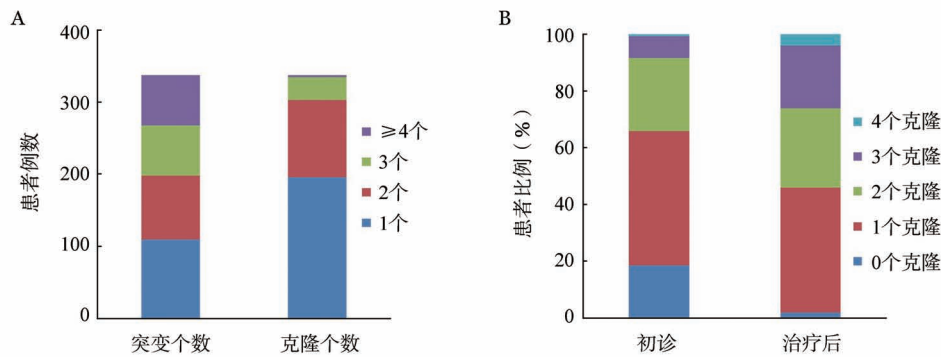 A
400
300
200
100
0
患者例数
突变个数
克隆个数
≥4个
3个
2个
1个
B
100
80
60
40
20
0
患者比例（%）
初诊
治疗后
4个克隆
3个克隆
2个克隆
1个克隆
0个克隆